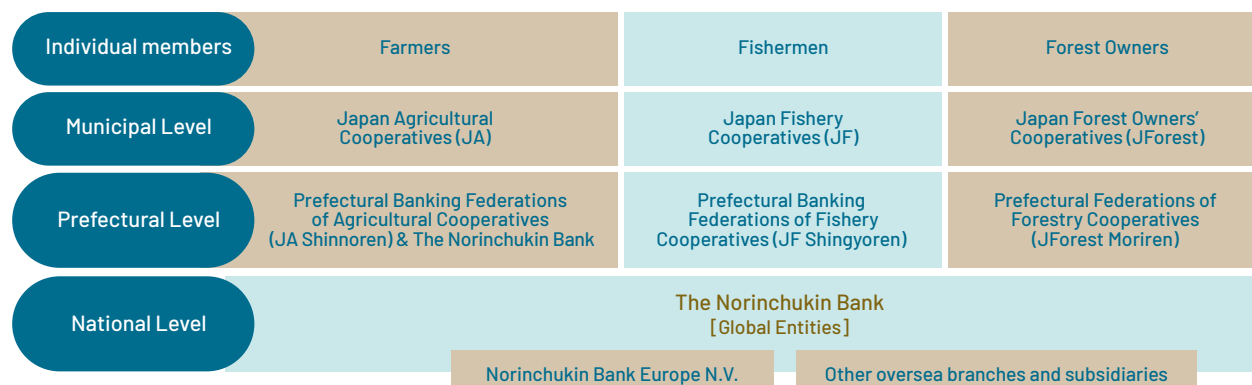 Individual members
Farmers
Fishermen
Forest Owners
Municipal Level
Japan Agricultural
Cooperatives (JA)
Japan Fishery
Cooperatives (JF)
Japan Forest Owners’
Cooperatives (JForest)
Prefectural Level
Prefectural Banking Federations
of Agricultural Cooperatives
(JA Shinnoren) & The Norinchukin Bank
Prefectural Banking
Federations of Fishery
Cooperatives (JF Shingyoren)
Prefectural Federations of
Forestry Cooperatives
(JForest Moriren)
National Level
The Norinchukin Bank
[Global Entities]
Norinchukin Bank Europe N.V.
Other oversea branches and subsidiaries